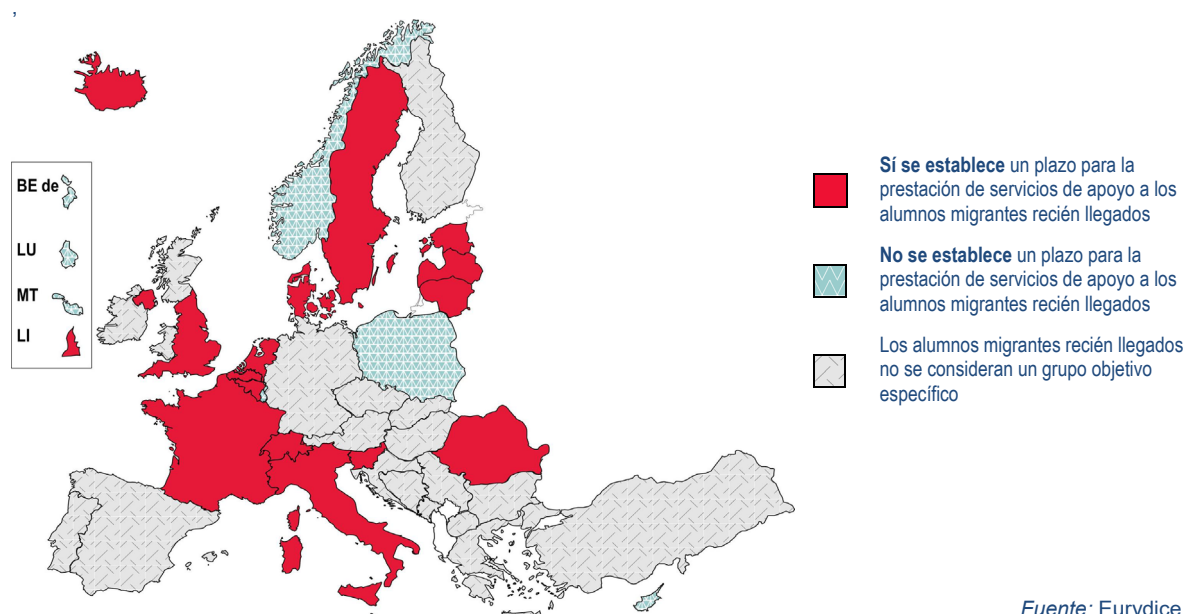 ,
BE de
LU
MT
LI
Sí se establece un plazo para la
prestación de servicios de apoyo a los
alumnos migrantes recién llegados
No se establece un plazo para la
prestación de servicios de apoyo a los
alumnos migrantes recién llegados
Los alumnos migrantes recién llegados
no se consideran un grupo objetivo
específico
Fuente: Eurydice